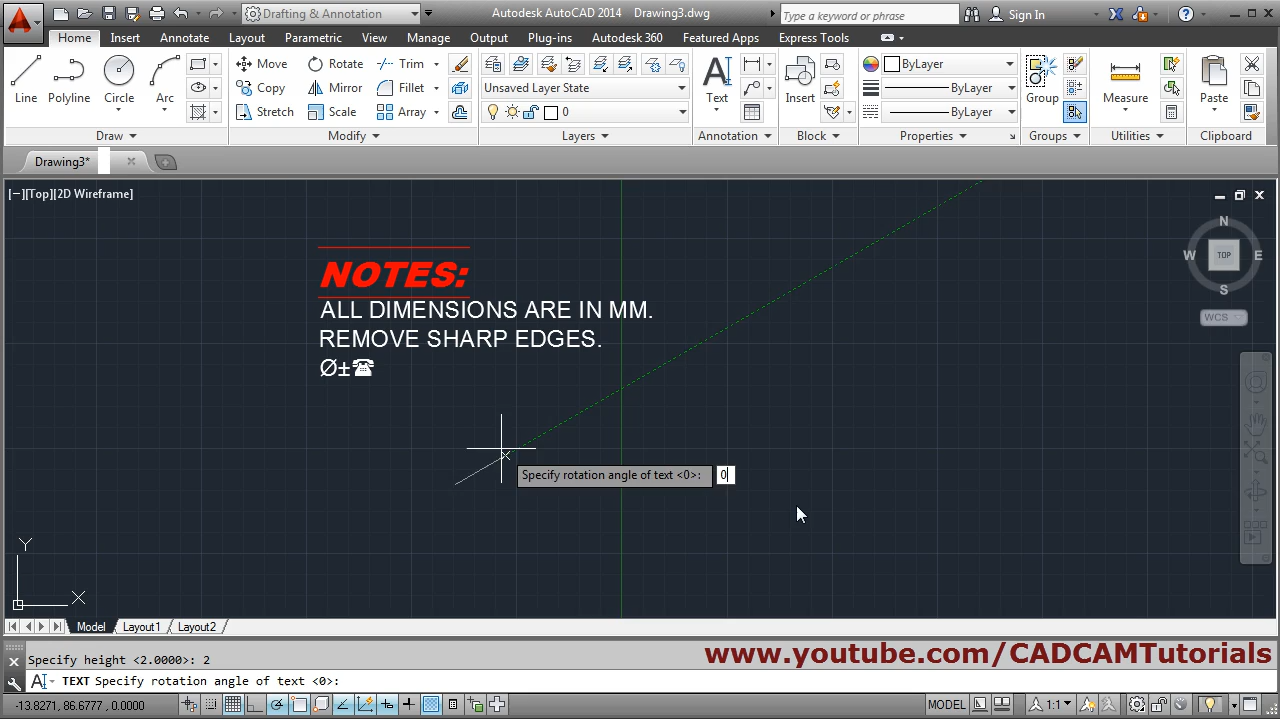 Drafting & Annotation
Autodesk AutoCAD 2014 Drawing3.dwg
Type a keyword or phrase
Sign In
Home Insert Annotate Layout Parametric View Manage Output Plug-ins Autodesk 360 Featured Apps Express Tools
Line Polyline Circle Arc
Move Rotate Trim
Copy Mirror Fillet
Stretch Scale Array
Unsaved Layer State
0
Text
Insert
ByLayer
ByLayer
ByLayer
Group
Measure
Paste
Draw Modify Layers Annotation Block Properties Groups Utilities Clipboard
Drawing3*
[−][Top][2D Wireframe]
N
W TOP E
S
WCS
NOTES:
ALL DIMENSIONS ARE IN MM.
REMOVE SHARP EDGES.
Ø±☎
Specify rotation angle of text <0>: 0
Y
X
Model Layout1 Layout2
Specify height <2.0000>: 2
www.youtube.com/CADCAMTutorials
TEXT Specify rotation angle of text <0>:
-13.8271, 86.6777, 0.0000
MODEL
1:1